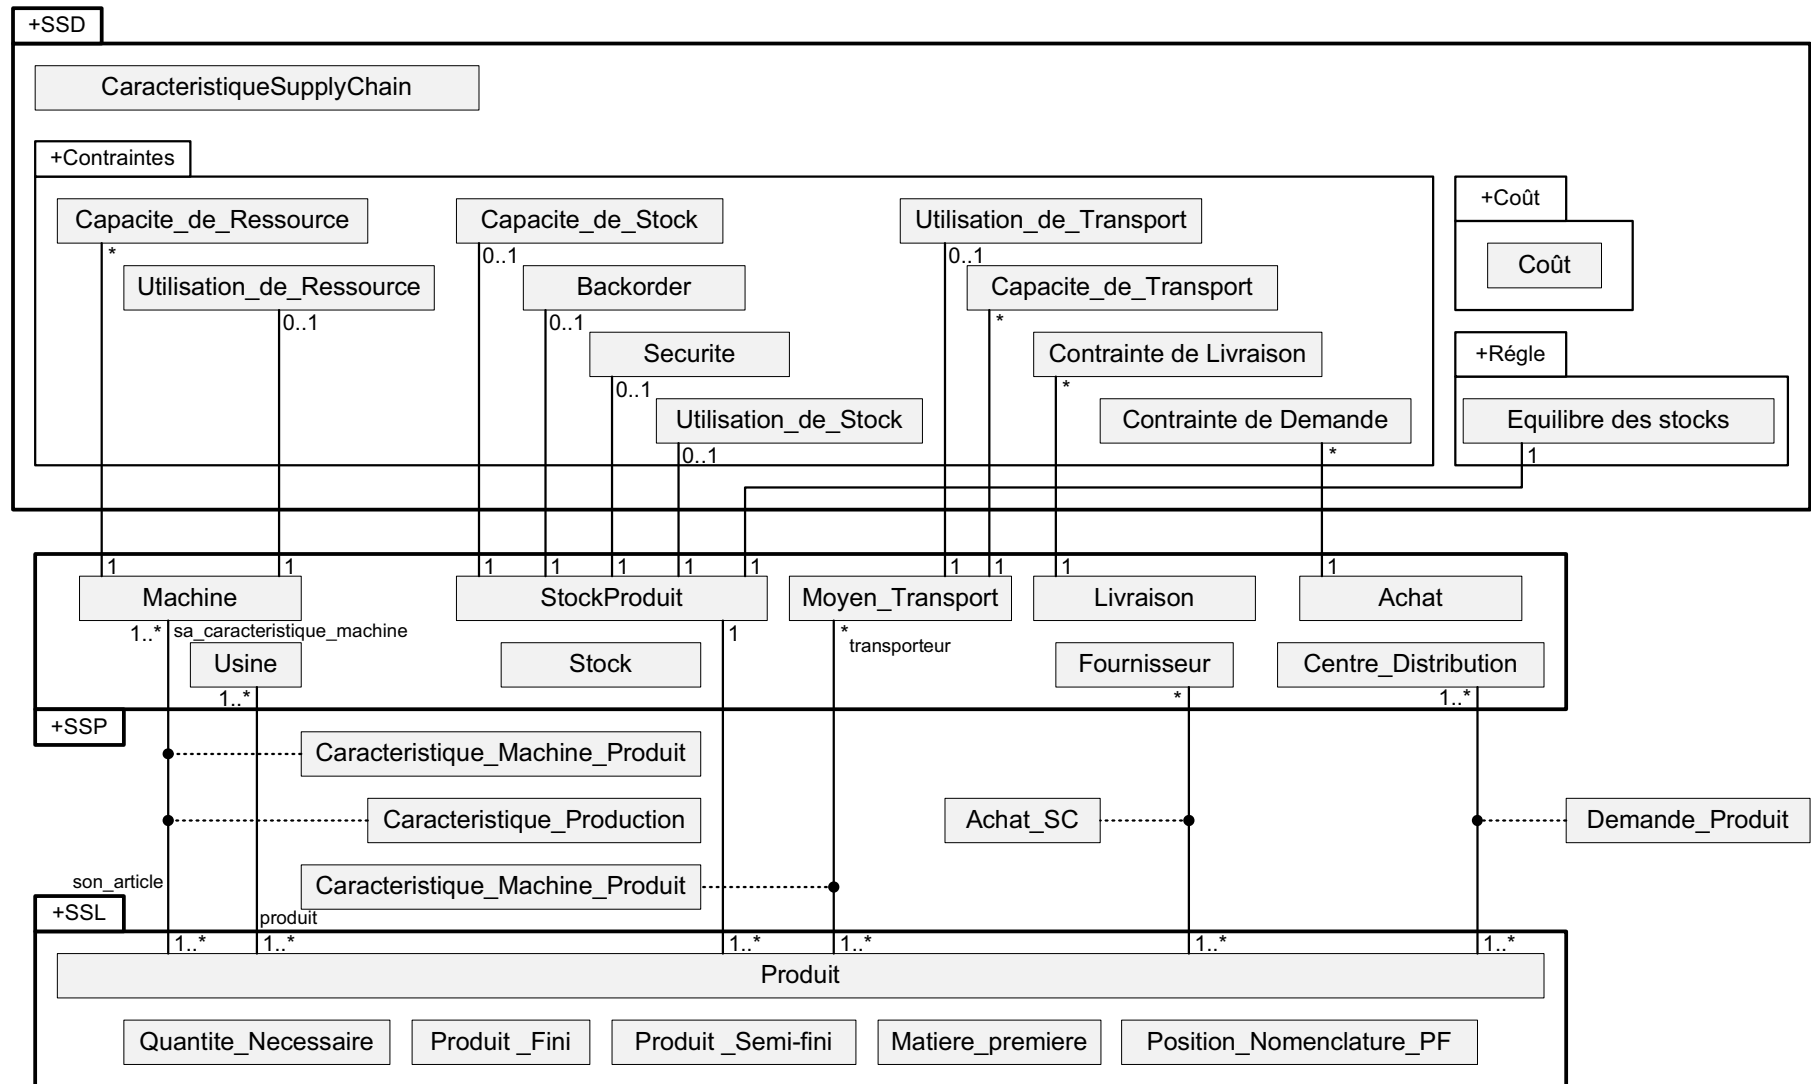 +SSD
CaracteristiqueSupplyChain
+Contraintes
+Coût
Capacite_de_Ressource
Capacite_de_Stock
Utilisation_de_Transport
*
0..1
0..1
Coût
Utilisation_de_Ressource
Backorder
Capacite_de_Transport
0..1
0..1
*
Securite
Contrainte de Livraison
+Régle
0..1
*
Utilisation_de_Stock
Contrainte de Demande
Equilibre des stocks
0..1
*
1
1
1
1
1
1
1
1
1
1
1
1
Machine
StockProduit
Moyen_Transport
Livraison
Achat
1..*
sa_caracteristique_machine
1
*
transporteur
Usine
Stock
Fournisseur
Centre_Distribution
1..*
*
1..*
+SSP
Caracteristique_Machine_Produit
Caracteristique_Production
Achat_SC
Demande_Produit
son_article
Caracteristique_Machine_Produit
+SSL
produit
1..*
1..*
1..*
1..*
1..*
1..*
Produit
Quantite_Necessaire
Produit _Fini
Produit _Semi-fini
Matiere_premiere
Position_Nomenclature_PF